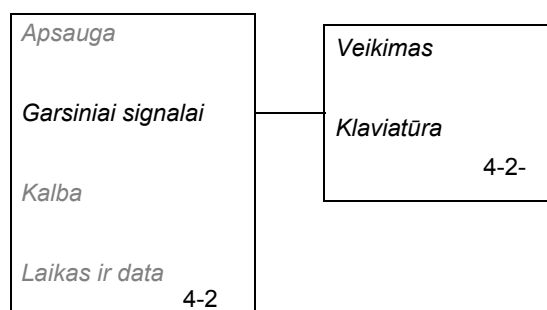 Apsauga
Garsiniai signalai
Kalba
Laikas ir data
4-2
Veikimas
Klaviatūra
4-2-